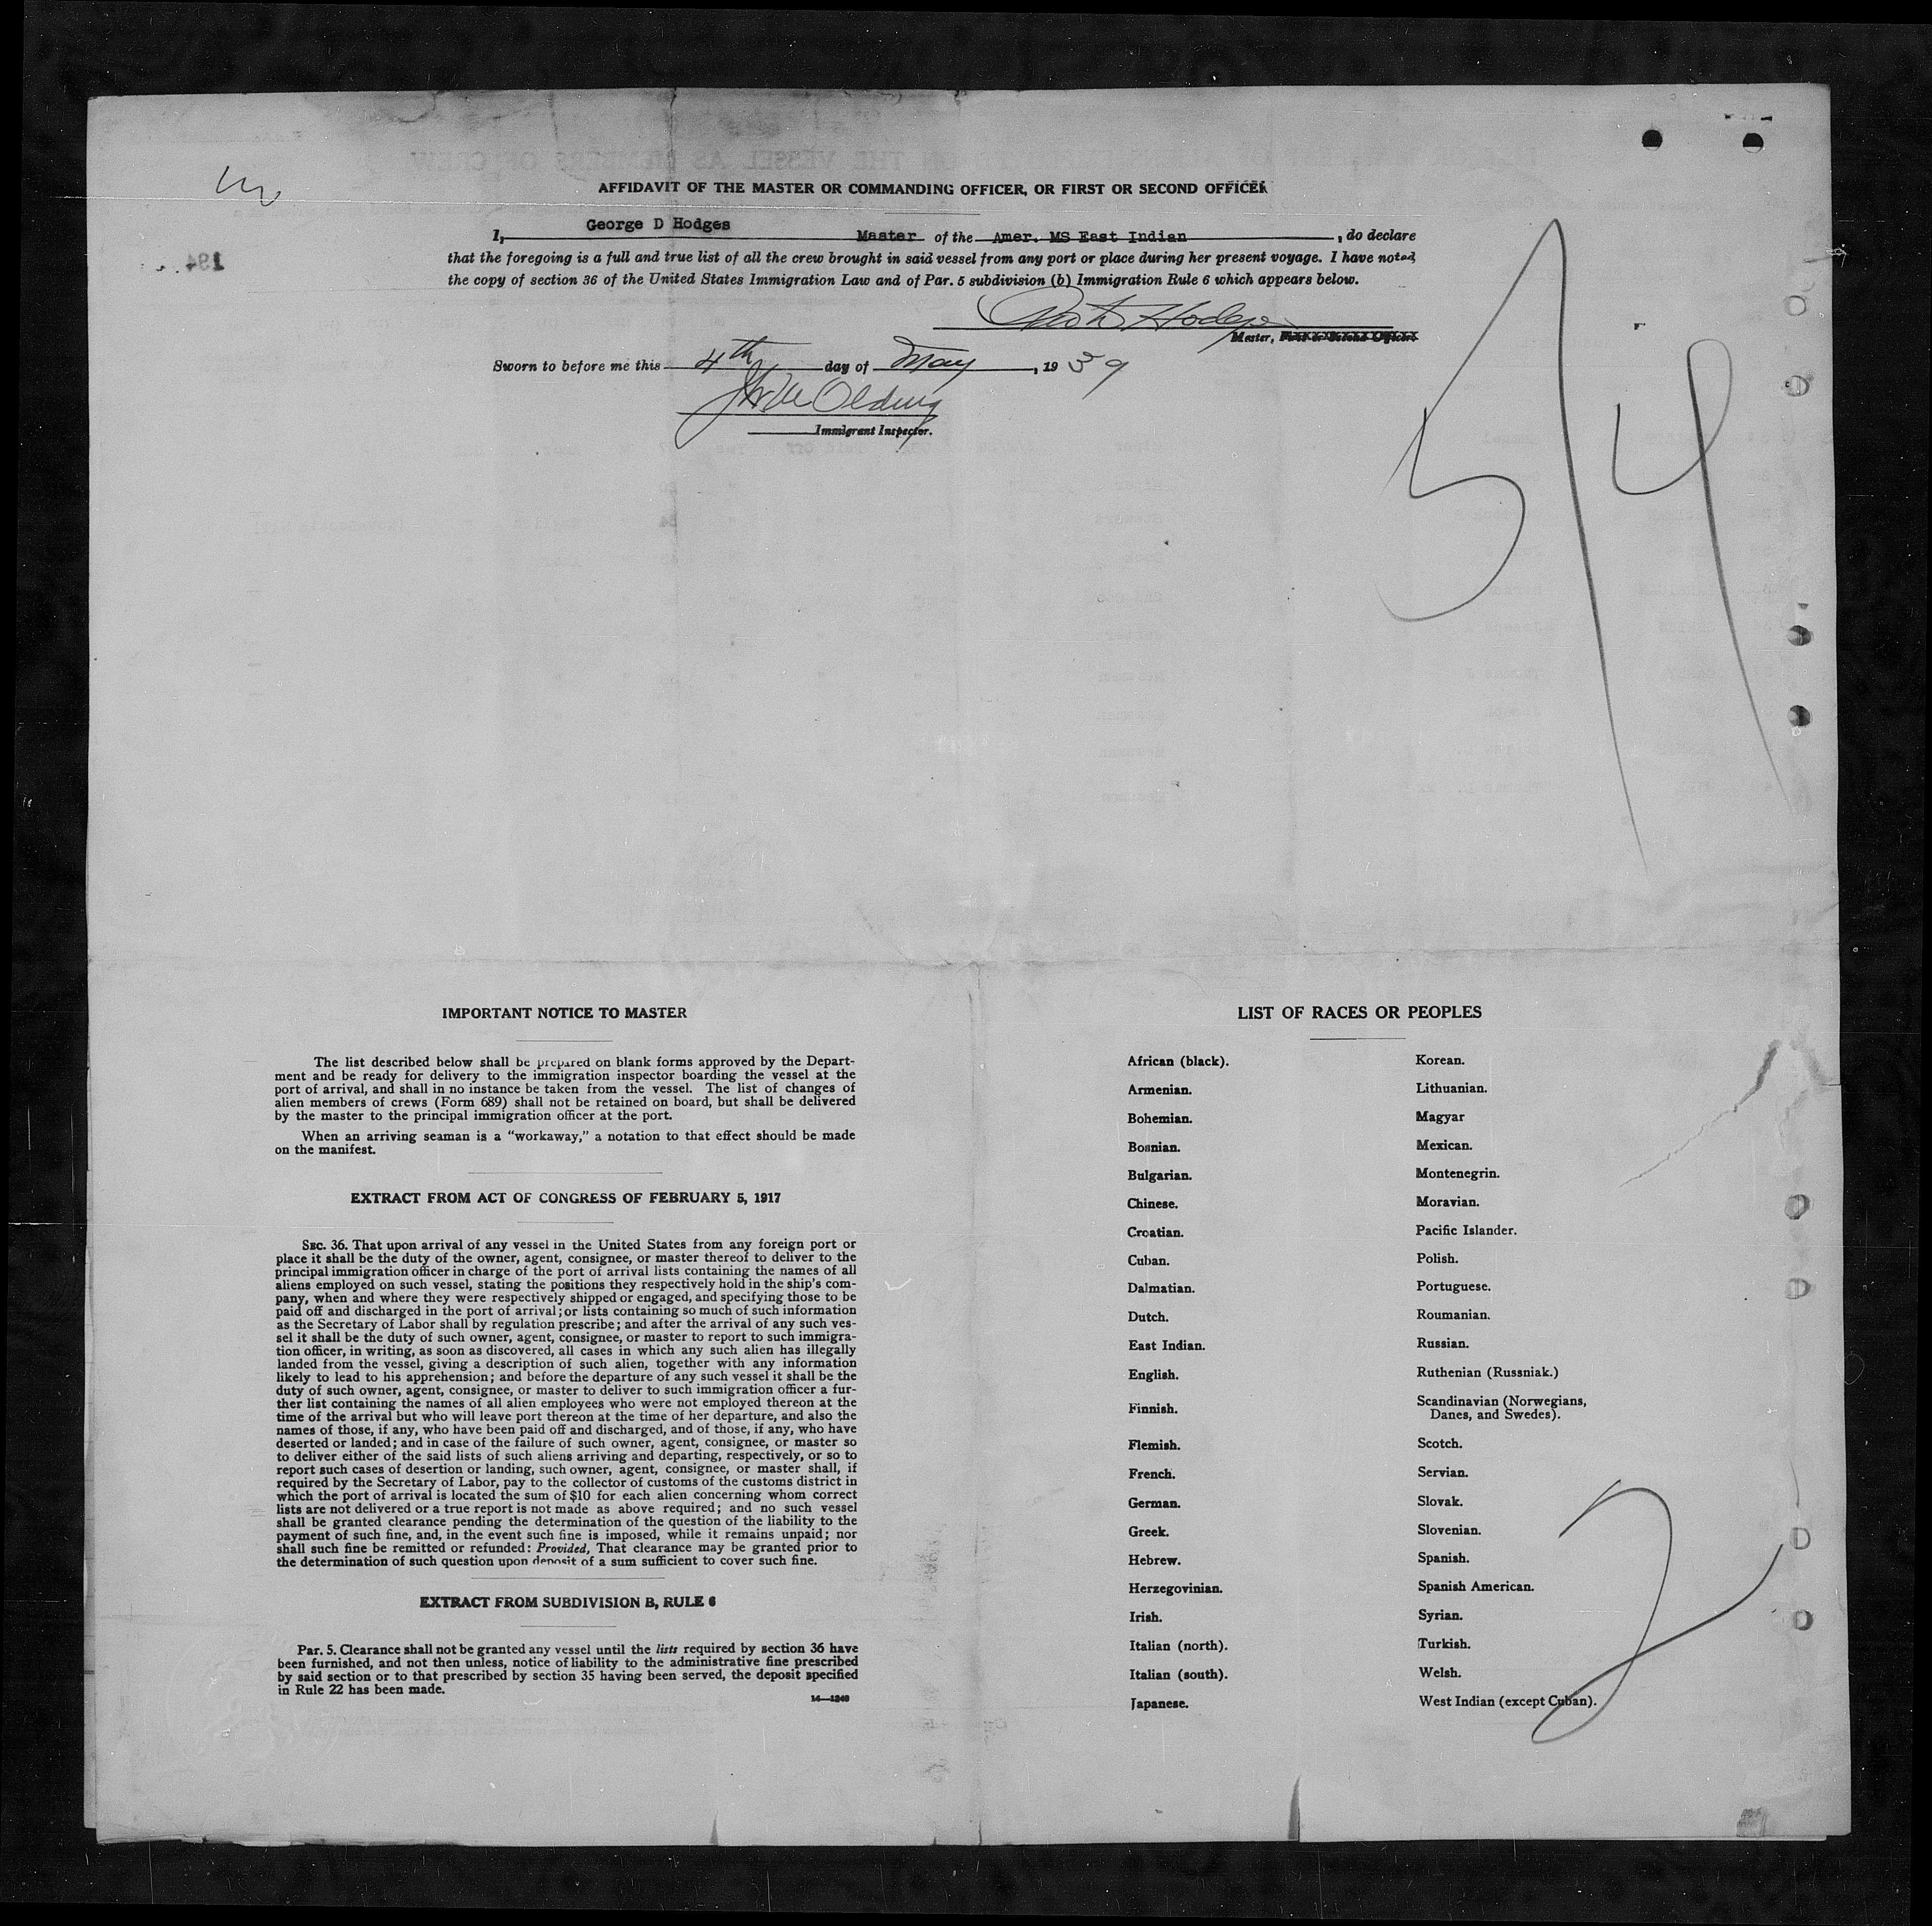 AFFIDAVIT OF THE MASTER OR COMMANDING OFFICER, OR FIRST OR SECOND OFFICER
I, George D Hodges Master of the Amer. MS East Indian, do declare
that the foregoing is a full and true list of all the crew brought in said vessel from any port or place during her present voyage. I have noted
the copy of section 36 of the United States Immigration Law and of Par. 5 subdivision (b) Immigration Rule 6 which appears below.
Geo D Hodges
Master, First or Second Officer.
Sworn to before me this 4th day of May, 1939
Immigrant Inspector.
514
IMPORTANT NOTICE TO MASTER
The list described below shall be prepared on blank forms approved by the Depart-
ment and be ready for delivery to the immigration inspector boarding the vessel at the
port of arrival, and shall in no instance be taken from the vessel. The list of changes of
alien members of crews (Form 689) shall not be retained on board, but shall be delivered
by the master to the principal immigration officer at the port.
When an arriving seaman is a “workaway,” a notation to that effect should be made
on the manifest.
EXTRACT FROM ACT OF CONGRESS OF FEBRUARY 5, 1917
SEC. 36. That upon arrival of any vessel in the United States from any foreign port or
place it shall be the duty of the owner, agent, consignee, or master thereof to deliver to the
principal immigration officer in charge of the port of arrival lists containing the names of all
aliens employed on such vessel, stating the positions they respectively hold in the ship's com-
pany, when and where they were respectively shipped or engaged, and specifying those to be
paid off and discharged in the port of arrival; or lists containing so much of such information
as the Secretary of Labor shall by regulation prescribe; and after the arrival of any such ves-
sel it shall be the duty of such owner, agent, consignee, or master to report to such immigra-
tion officer, in writing, as soon as discovered, all cases in which any such alien has illegally
landed from the vessel, giving a description of such alien, together with any information
likely to lead to his apprehension; and before the departure of any such vessel it shall be the
duty of such owner, agent, consignee, or master to deliver to such immigration officer a fur-
ther list containing the names of all alien employees who were not employed thereon at the
time of the arrival but who will leave port thereon at the time of her departure, and also the
names of those, if any, who have been paid off and discharged, and of those, if any, who have
deserted or landed; and in case of the failure of such owner, agent, consignee, or master so
to deliver either of the said lists of such aliens arriving and departing, respectively, or so to
report such cases of desertion or landing, such owner, agent, consignee, or master shall, if
required by the Secretary of Labor, pay to the collector of customs of the customs district in
which the port of arrival is located the sum of $10 for each alien concerning whom correct
lists are not delivered or a true report is not made as above required; and no such vessel
shall be granted clearance pending the determination of the question of the liability to the
payment of such fine, and, in the event such fine is imposed, while it remains unpaid; nor
shall such fine be remitted or refunded: Provided, That clearance may be granted prior to
the determination of such question upon deposit of a sum sufficient to cover such fine.
EXTRACT FROM SUBDIVISION B, RULE 6
Par. 5. Clearance shall not be granted any vessel until the lists required by section 36 have
been furnished, and not then unless, notice of liability to the administrative fine prescribed
by said section or to that prescribed by section 35 having been served, the deposit specified
in Rule 22 has been made.
14—1240
LIST OF RACES OR PEOPLES
African (black).
Armenian.
Bohemian.
Bosnian.
Bulgarian.
Chinese.
Croatian.
Cuban.
Dalmatian.
Dutch.
East Indian.
English.
Finnish.
Flemish.
French.
German.
Greek.
Hebrew.
Herzegovinian.
Irish.
Italian (north).
Italian (south).
Japanese.
Korean.
Lithuanian.
Magyar
Mexican.
Montenegrin.
Moravian.
Pacific Islander.
Polish.
Portuguese.
Roumanian.
Russian.
Ruthenian (Russniak.)
Scandinavian (Norwegians,
Danes, and Swedes).
Scotch.
Servian.
Slovak.
Slovenian.
Spanish.
Spanish American.
Syrian.
Turkish.
Welsh.
West Indian (except Cuban).
2